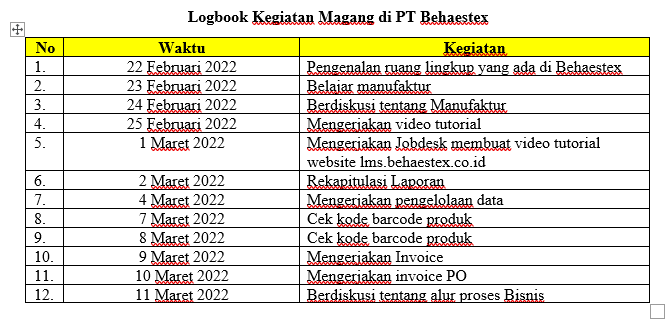 Logbook Kegiatan Magang di PT Behaestex
No Waktu Kegiatan
1. 22 Februari 2022 Pengenalan ruang lingkup yang ada di Behaestex
2. 23 Februari 2022 Belajar manufaktur
3. 24 Februari 2022 Berdiskusi tentang Manufaktur
4. 25 Februari 2022 Mengerjakan video tutorial
5. 1 Maret 2022 Mengerjakan Jobdesk membuat video tutorial
website lms.behaestex.co.id
6. 2 Maret 2022 Rekapitulasi Laporan
7. 4 Maret 2022 Mengerjakan pengelolaan data
8. 7 Maret 2022 Cek kode barcode produk
9. 8 Maret 2022 Cek kode barcode produk
10. 9 Maret 2022 Mengerjakan Invoice
11. 10 Maret 2022 Mengerjakan invoice PO
12. 11 Maret 2022 Berdiskusi tentang alur proses Bisnis